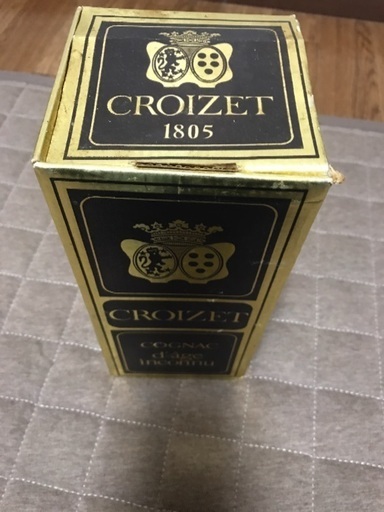 CROIZET
1805
CROIZET
COGNAC
d'âge
inconnu